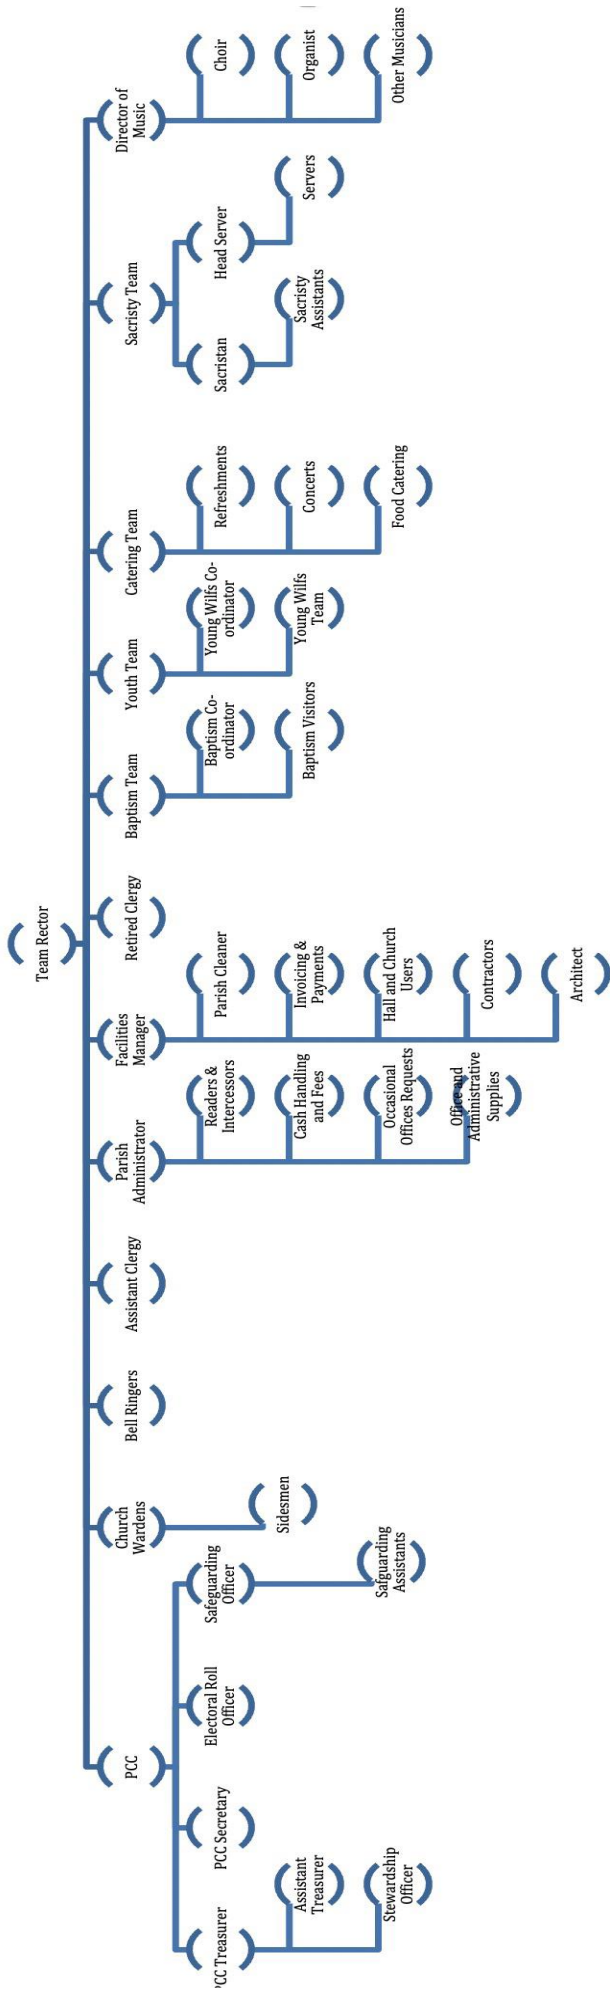 Team Rector
PCC
PCC Treasurer
Assistant
Treasurer
Stewardship
Officer
PCC Secretary
Electoral Roll
Officer
Safeguarding
Officer
Safguarding
Assistants
Church
Wardens
Sidesmen
Bell Ringers
Assistant Clergy
Parish
Administrator
Readers &
Intercessors
Cash Handling
and Fees
Occasional
Offices Requests
Office and
Administrative
Supplies
Facilities
Manager
Parish Cleaner
Invoicing &
Payments
Hall and Church
Users
Contractors
Architect
Retired Clergy
Baptism Team
Baptism Co-
ordinator
Baptism Visitors
Youth Team
Young Wilfs Co-
ordinator
Young Wilfs
Team
Catering Team
Refreshments
Concerts
Food Catering
Sacristy Team
Sacristan
Sacristy
Assistants
Head Server
Servers
Director of
Music
Choir
Organist
Other Musicians